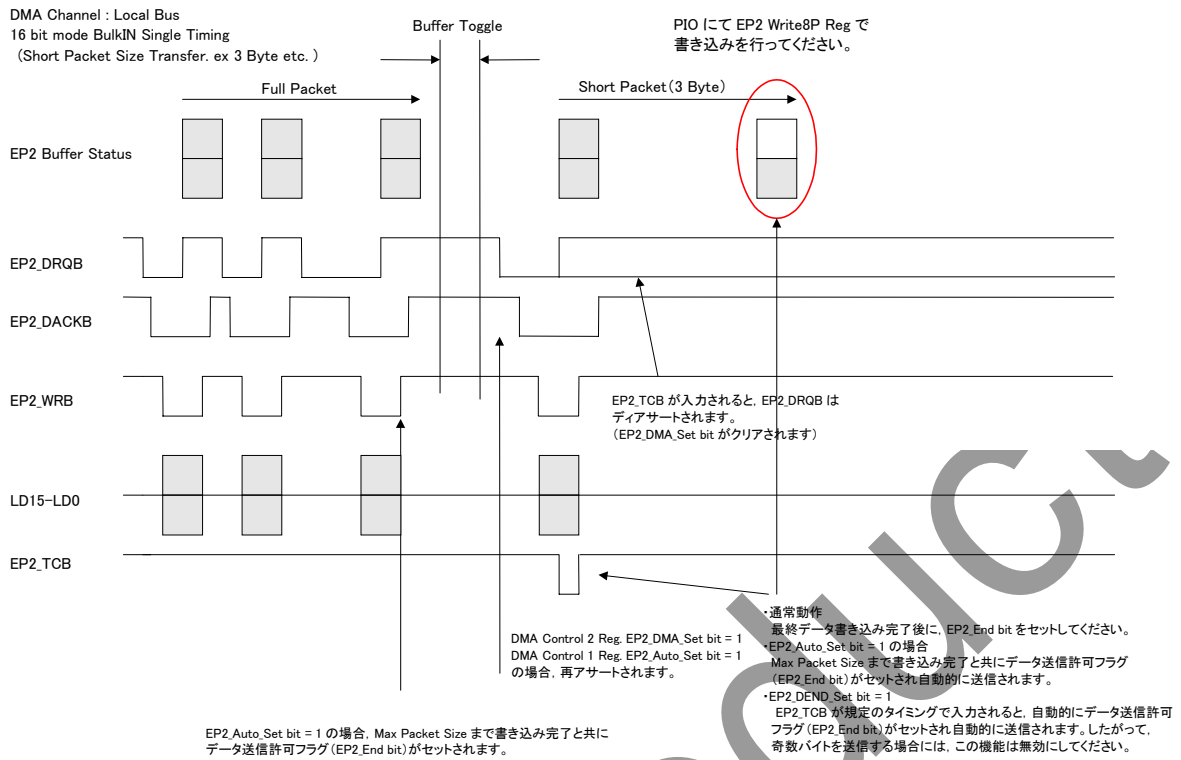 DMA Channel : Local Bus
16 bit mode BulkIN Single Timing
(Short Packet Size Transfer. ex 3 Byte etc. )
Buffer Toggle
PIO にて EP2 Write8P Reg で
書き込みを行ってください。
Full Packet
Short Packet(3 Byte)
EP2 Buffer Status
EP2_DRQB
EP2_DACKB
EP2_WRB
EP2_TCB が入力されると, EP2_DRQB は
ディアサートされます。
(EP2_DMA_Set bit がクリアされます)
LD15-LD0
EP2_TCB
DMA Control 2 Reg. EP2_DMA_Set bit = 1
DMA Control 1 Reg. EP2_Auto_Set bit = 1
の場合, 再アサートされます。
・通常動作
最終データ書き込み完了後に, EP2_End bit をセットしてください。
・EP2_Auto_Set bit = 1 の場合
Max Packet Size まで書き込み完了と共にデータ送信許可フラグ
(EP2_End bit)がセットされ自動的に送信されます。
・EP2_DEND_Set bit = 1
EP2_TCB が規定のタイミングで入力されると, 自動的にデータ送信許可
フラグ(EP2_End bit)がセットされ自動的に送信されます。したがって,
奇数バイトを送信する場合には, この機能は無効にしてください。
EP2_Auto_Set bit = 1 の場合, Max Packet Size まで書き込み完了と共に
データ送信許可フラグ(EP2_End bit)がセットされます。
duct